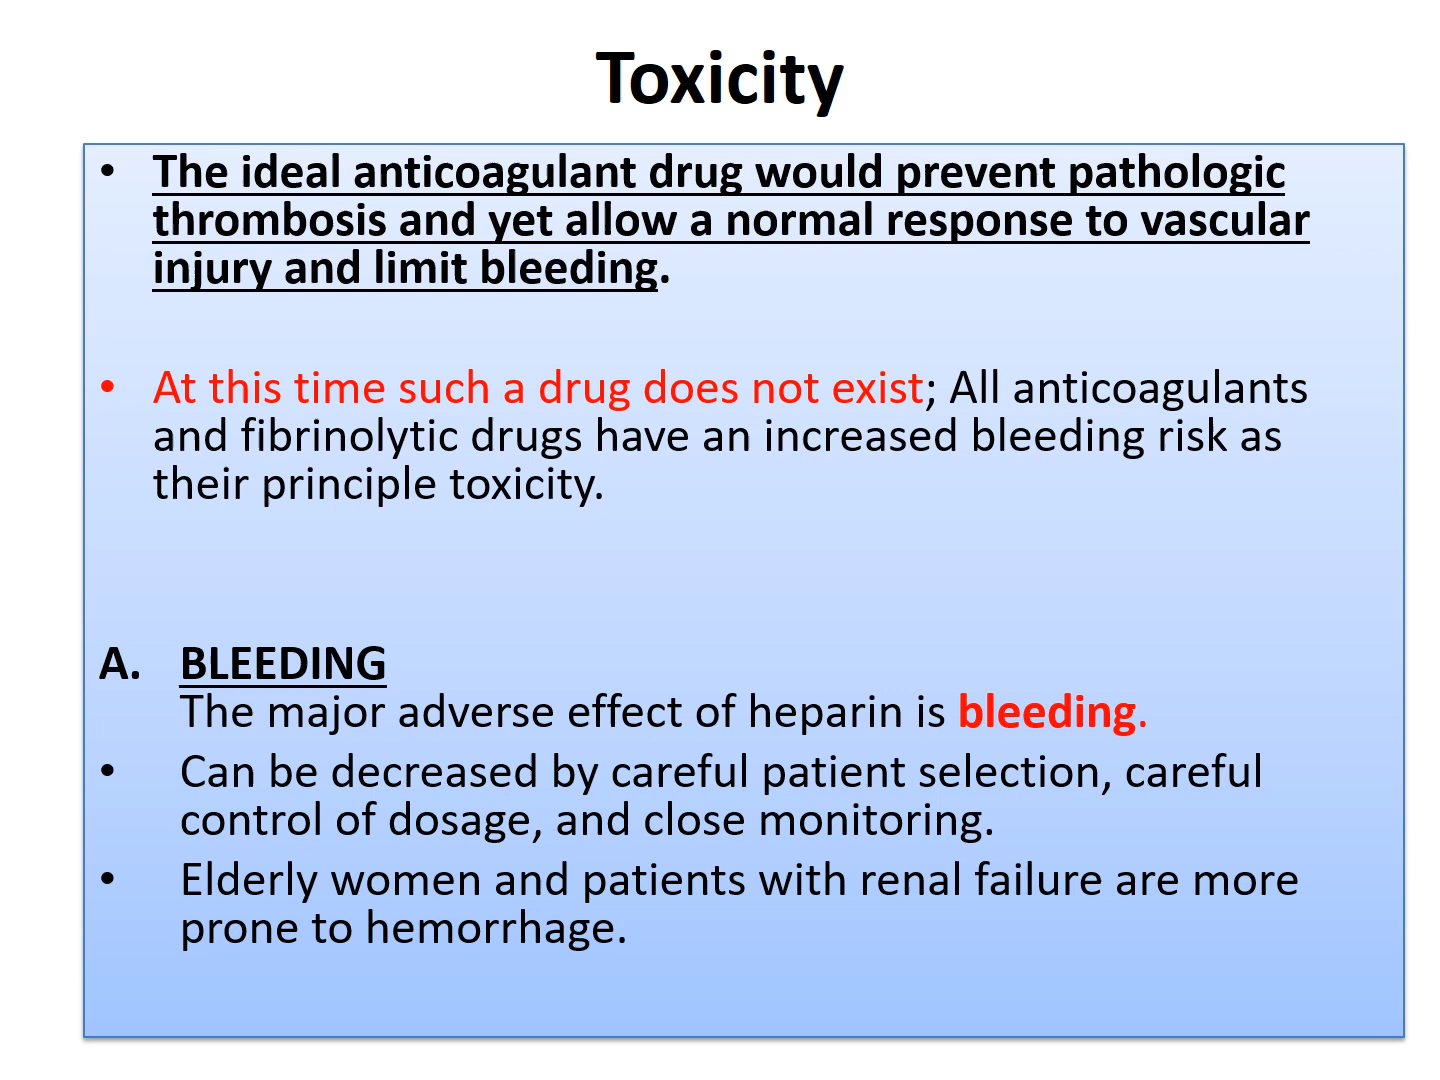 Toxicity
• The ideal anticoagulant drug would prevent pathologic
thrombosis and yet allow a normal response to vascular
injury and limit bleeding.
• At this time such a drug does not exist; All anticoagulants
and fibrinolytic drugs have an increased bleeding risk as
their principle toxicity.
A. BLEEDING
The major adverse effect of heparin is bleeding.
• Can be decreased by careful patient selection, careful
control of dosage, and close monitoring.
• Elderly women and patients with renal failure are more
prone to hemorrhage.